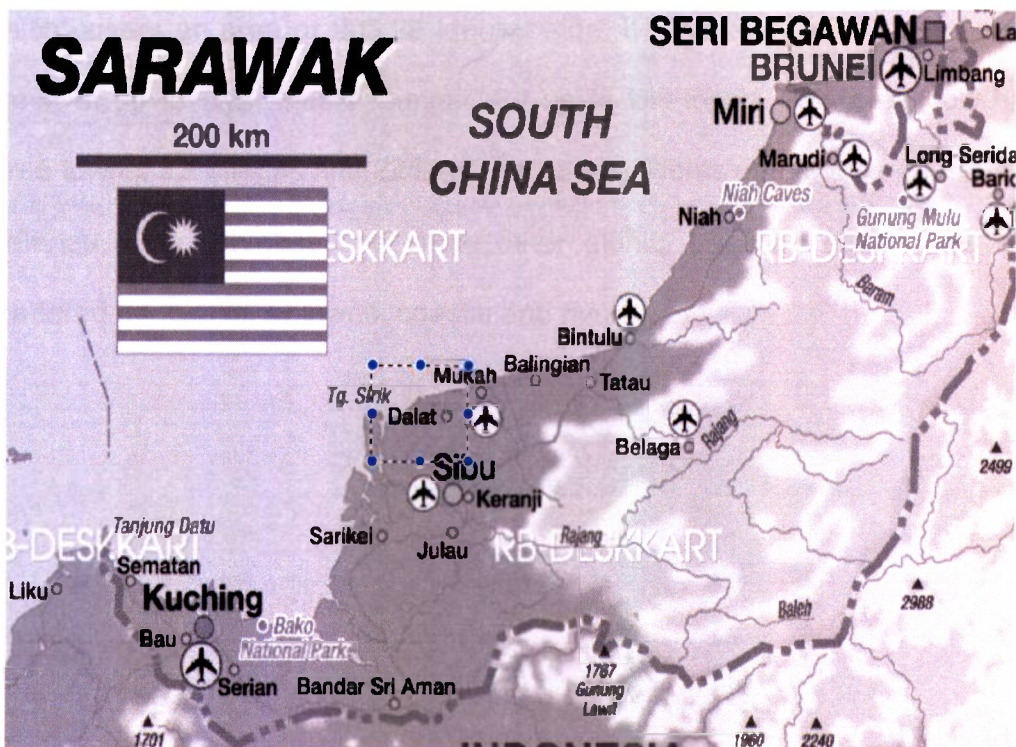 SARAWAK
200 km
SOUTH
CHINA SEA
SERI BEGAWAN
BRUNEI
La
Limbang
Miri
Marudi
Long Serida
Bario
Niah Caves
Niah
Gunung Mulu
National Park
RB-DESKKART
Baram
Bintulu
Balingian
Mukah
Tatau
Tg. Sirik
Dalat
Belaga
Rajang
2499
Sibu
Keranji
Tanjung Datu
B-DESKKART
Sarikei
Julau
RB-DESKKART
Rajang
Sematan
Liku
Kuching
Baleh
2988
Bau
Bako
National Park
Serian
Bandar Sri Aman
1767
Gunung
Lawit
1701
1960
2240
INDONESIA